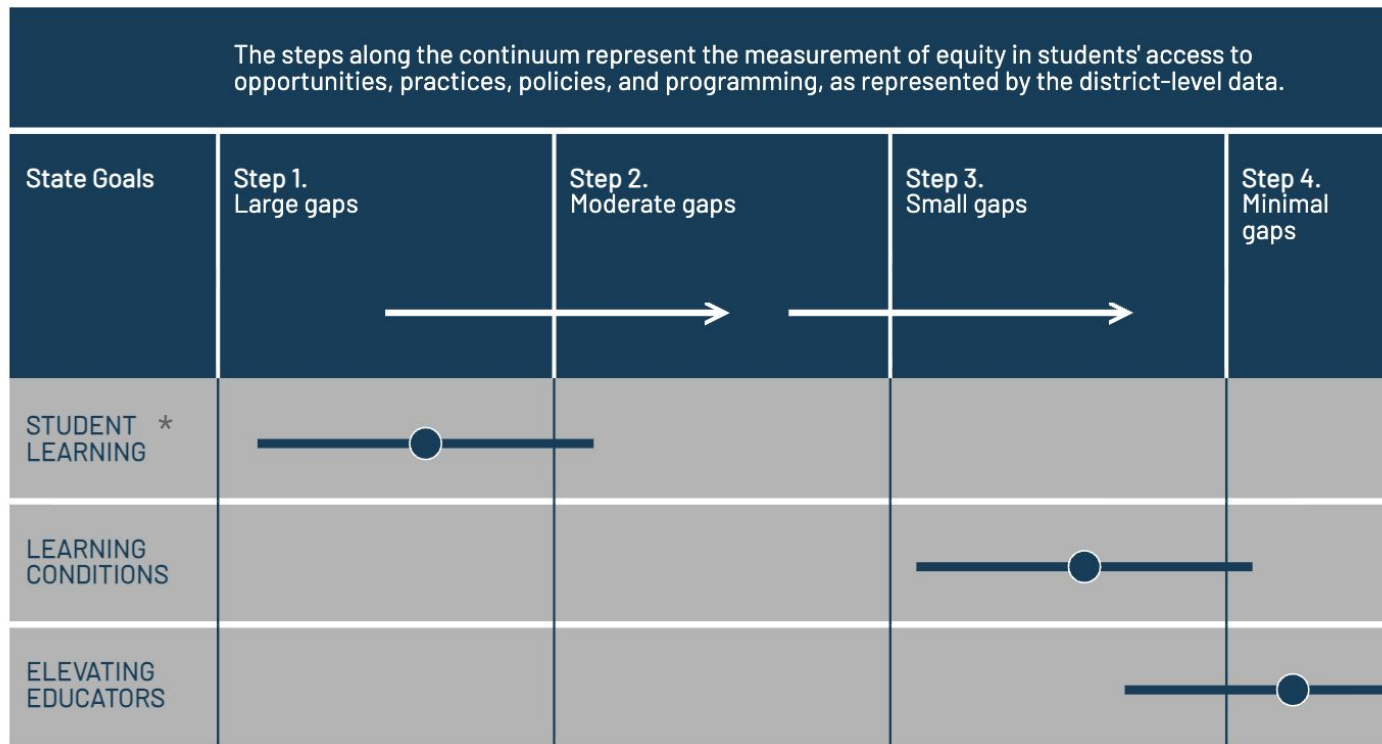 The steps along the continuum represent the measurement of equity in students' access to
opportunities, practices, policies, and programming, as represented by the district-level data.
State Goals
Step 1.
Large gaps
Step 2.
Moderate gaps
Step 3.
Small gaps
Step 4.
Minimal
gaps
STUDENT *
LEARNING
LEARNING
CONDITIONS
ELEVATING
EDUCATORS